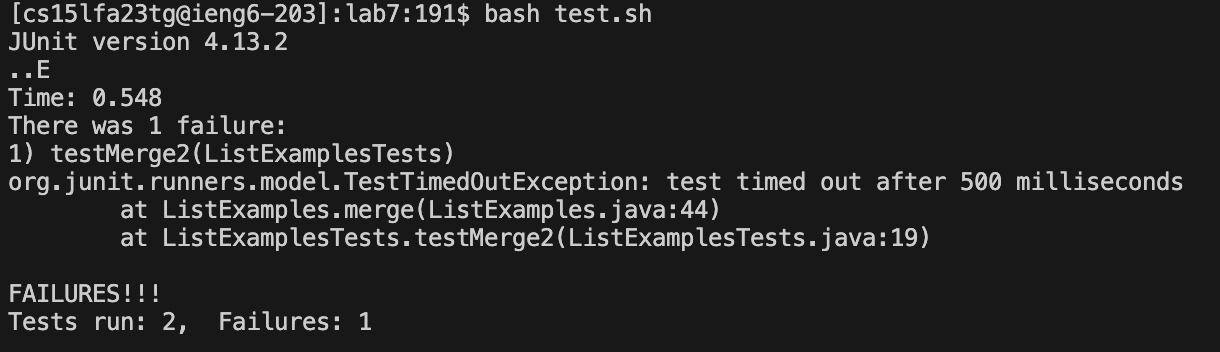 [cs15lfa23tg@ieng6-203]:lab7:191$ bash test.sh
JUnit version 4.13.2
..E
Time: 0.548
There was 1 failure:
1) testMerge2(ListExamplesTests)
org.junit.runners.model.TestTimedOutException: test timed out after 500 milliseconds
        at ListExamples.merge(ListExamples.java:44)
        at ListExamplesTests.testMerge2(ListExamplesTests.java:19)

FAILURES!!!
Tests run: 2,  Failures: 1